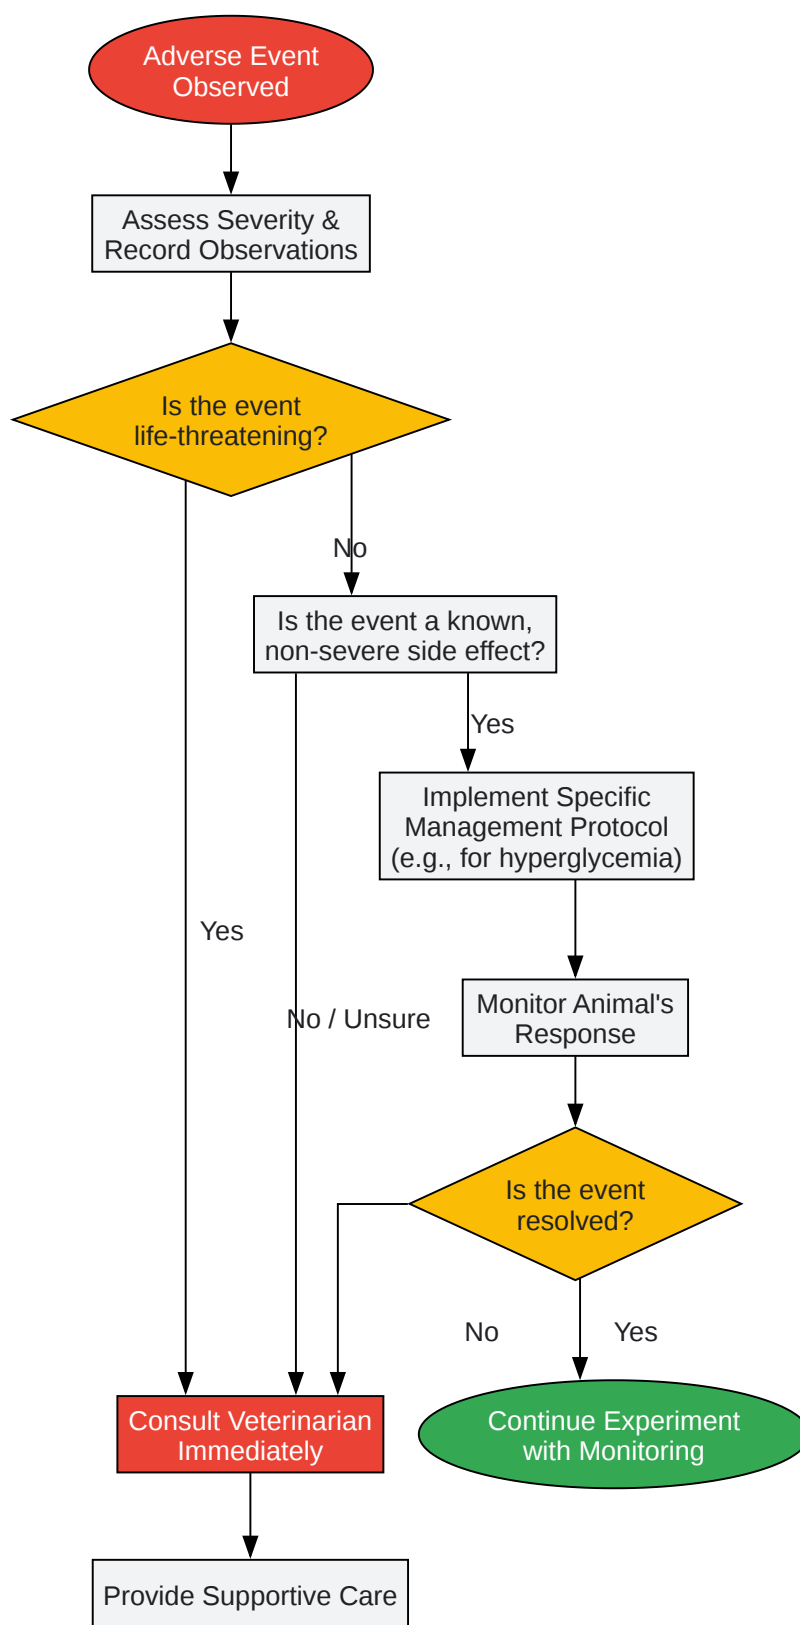 Adverse Event
Observed
Assess Severity &
Record Observations
Is the event
life-threatening?
No
Is the event a known,
non-severe side effect?
Yes
Implement Specific
Management Protocol
(e.g., for hyperglycemia)
Yes
Monitor Animal's
Response
No / Unsure
Is the event
resolved?
No
Yes
Consult Veterinarian
Immediately
Continue Experiment
with Monitoring
Provide Supportive Care